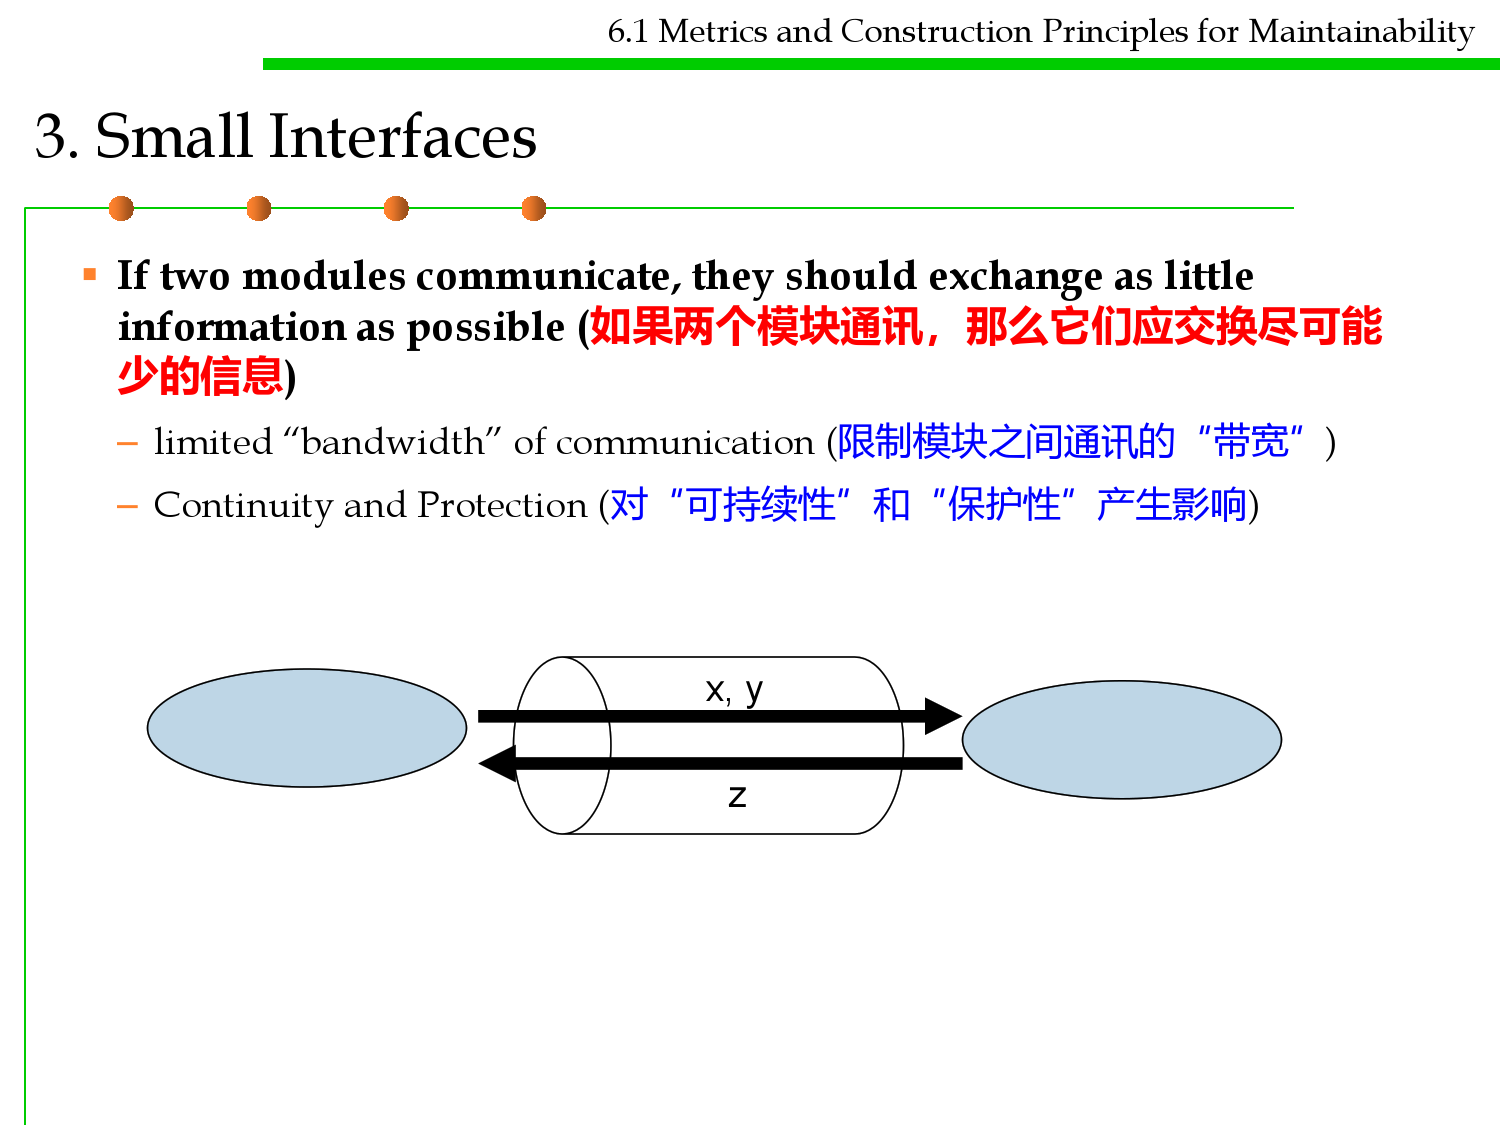 6.1 Metrics and Construction Principles for Maintainability
3. Small Interfaces
▪ If two modules communicate, they should exchange as little
information as possible (如果两个模块通讯，那么它们应交换尽可能
少的信息)
– limited “bandwidth” of communication (限制模块之间通讯的“带宽”)
– Continuity and Protection (对“可持续性”和“保护性”产生影响)
x, y
z